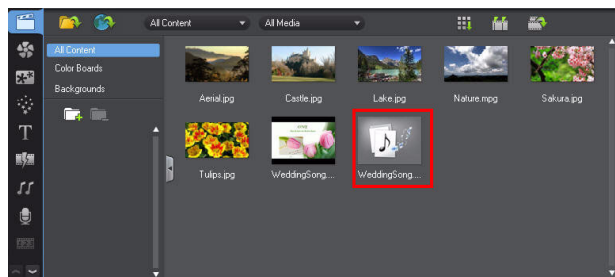 All Content
All Media
All Content
Color Boards
Backgrounds
Aerial.jpg
Castle.jpg
Lake.jpg
Nature.mpg
Sakura.jpg
Tulips.jpg
WeddingSong....
WeddingSong....
T